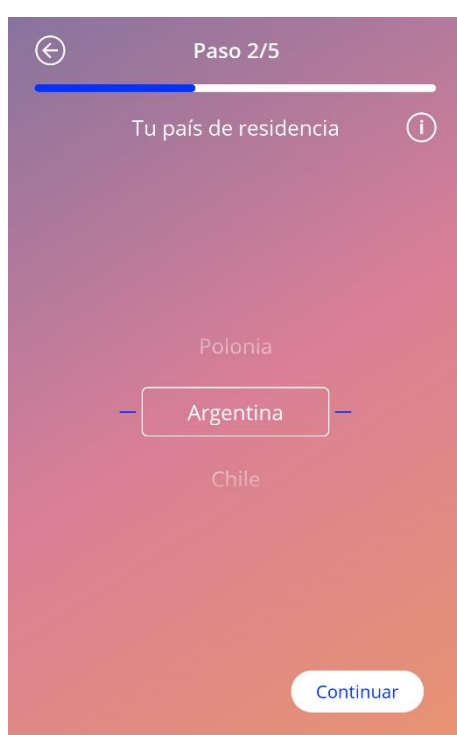 Paso 2/5
Tu país de residencia
Polonia
Argentina
Chile
Continuar